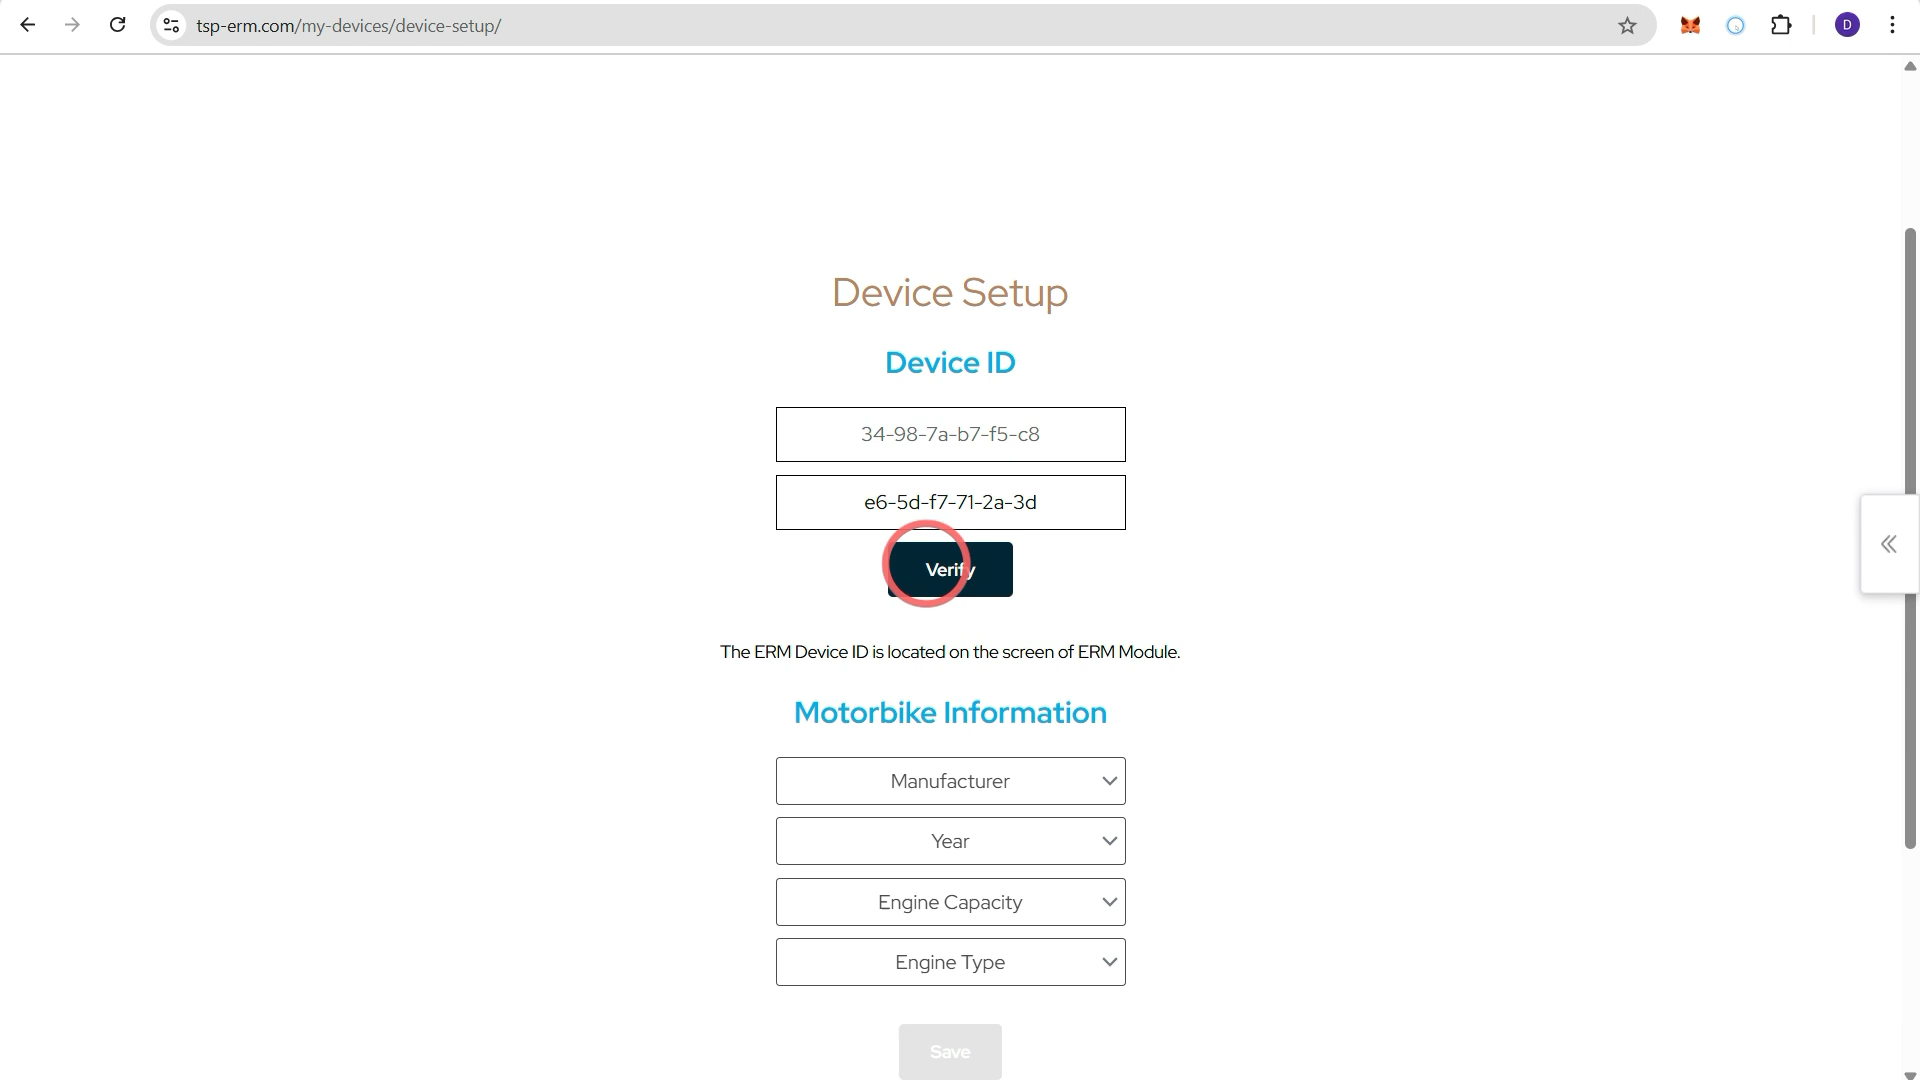 tsp-erm.com/my-devices/device-setup/
D
Device Setup
Device ID
34-98-7a-b7-f5-c8
e6-5d-f7-71-2a-3d
Verify
The ERM Device ID is located on the screen of ERM Module.
Motorbike Information
Manufacturer
Year
Engine Capacity
Engine Type
Save